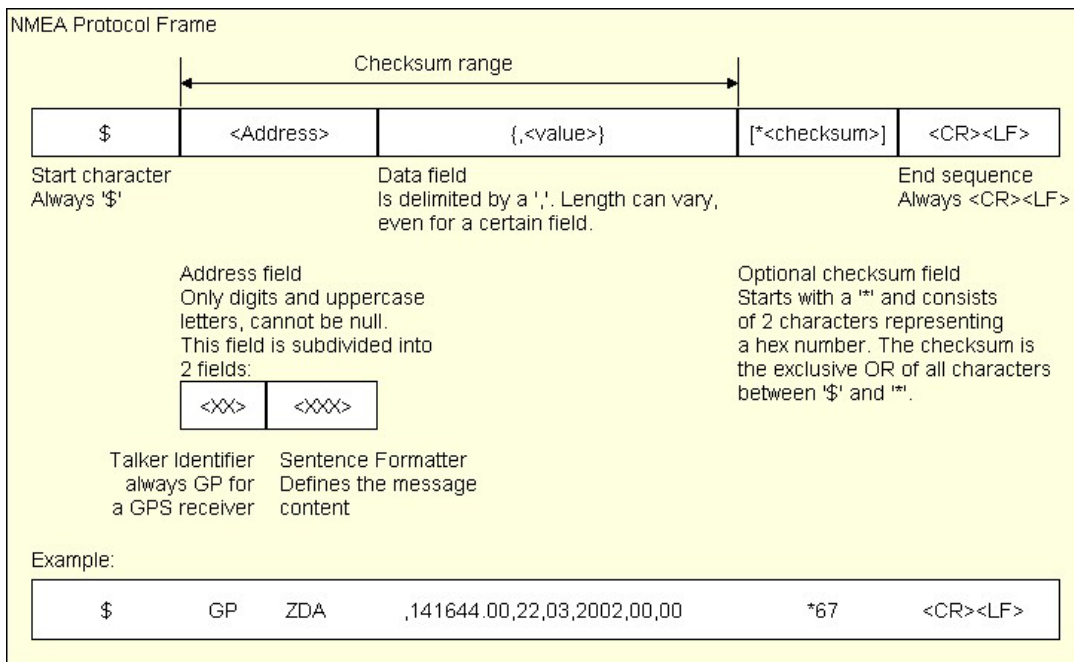 NMEA Protocol Frame
Checksum range
$ <Address> {,<value>} [*<checksum>] <CR><LF>
Start character
Always '$'
Data field
Is delimited by a ','. Length can vary,
even for a certain field.
End sequence
Always <CR><LF>
Address field
Only digits and uppercase
letters, cannot be null.
This field is subdivided into
2 fields:
<XX> <XXX>
Talker Identifier
always GP for
a GPS receiver
Sentence Formatter
Defines the message
content
Optional checksum field
Starts with a '*' and consists
of 2 characters representing
a hex number. The checksum is
the exclusive OR of all characters
between '$' and '*'.
Example:
$ GP ZDA ,141644.00,22,03,2002,00,00 *67 <CR><LF>